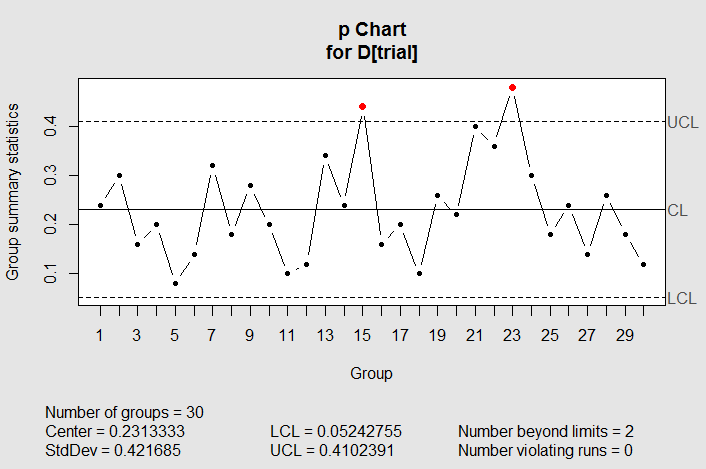 p Chart
for D[trial]
Group summary statistics
0.4
0.3
0.2
0.1
UCL
CL
LCL
1 3 5 7 9 11 13 15 17 19 21 23 25 27 29
Group
Number of groups = 30
Center = 0.2313333 LCL = 0.05242755 Number beyond limits = 2
StdDev = 0.421685 UCL = 0.4102391 Number violating runs = 0